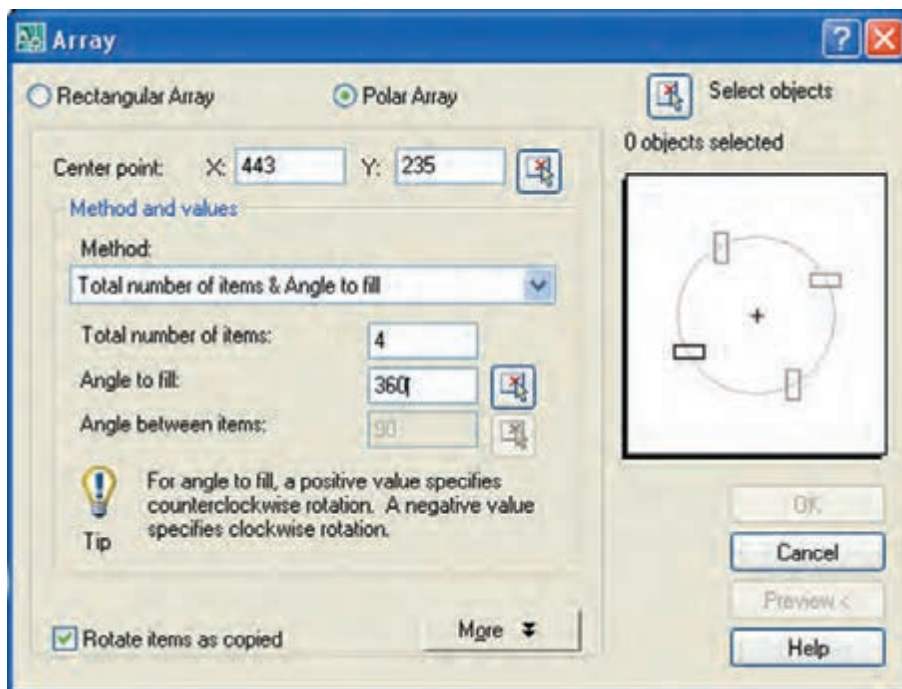 Array
Rectangular Array
Polar Array
Select objects
0 objects selected
Center point: X: 443 Y: 235
Method and values
Method:
Total number of items & Angle to fill
Total number of items: 4
Angle to fill: 360
Angle between items: 90
For angle to fill, a positive value specifies
counterclockwise rotation. A negative value
specifies clockwise rotation.
Tip
Rotate items as copied
More
OK
Cancel
Preview <
Help